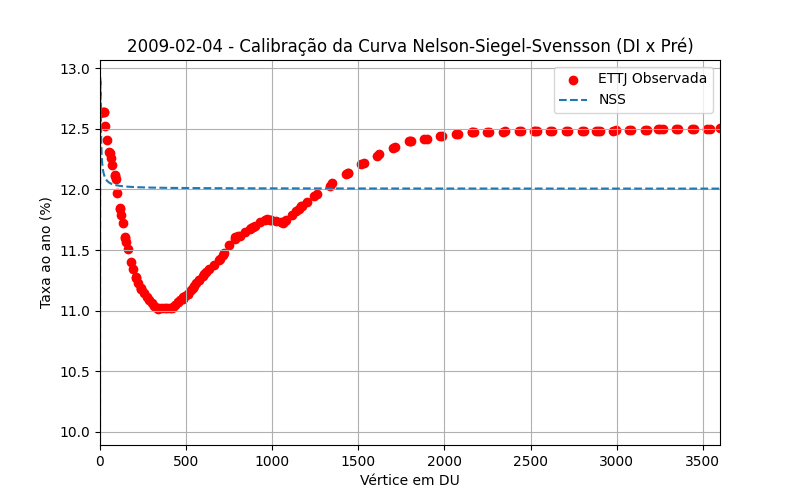 2009-02-04 - Calibração da Curva Nelson-Siegel-Svensson (DI x Pré)
ETTJ Observada
NSS
Taxa ao ano (%)
13.0
12.5
12.0
11.5
11.0
10.5
10.0
0 500 1000 1500 2000 2500 3000 3500
Vértice em DU